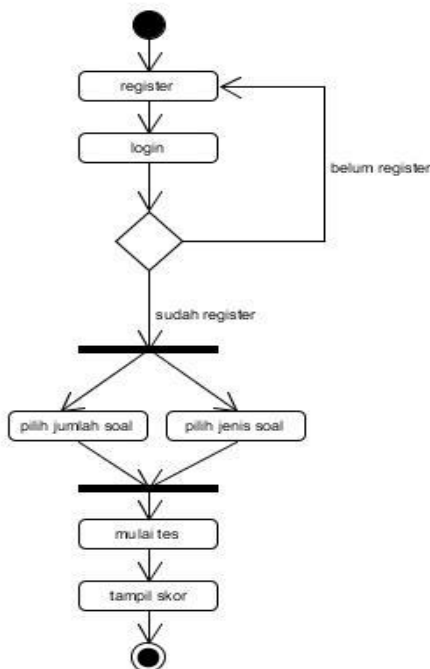 register
login
belum register
sudah register
pilih jumlah soal
pilih jenis soal
mulai tes
tampil skor